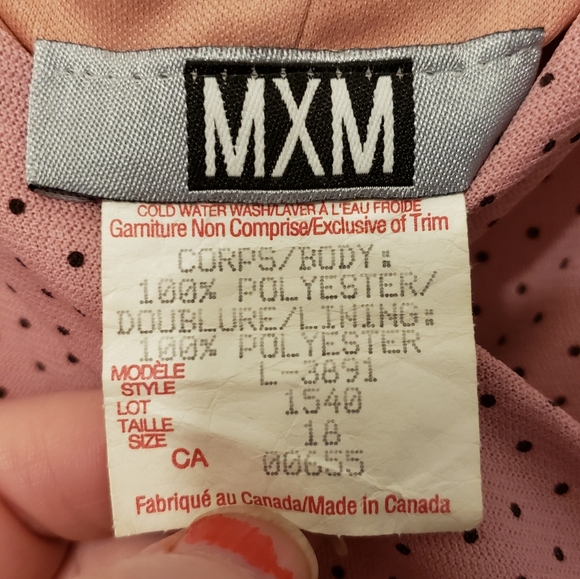 MXM
COLD WATER WASH/LAVER À L'EAU FROIDE
Garniture Non Comprise/Exclusive of Trim
CORPS/BODY:
100% POLYESTER/
DOUBLURE/LINING:
100% POLYESTER
MODÈLE STYLE L-3891
LOT 1540
TAILLE SIZE 18
CA 00655
Fabriqué au Canada/Made in Canada